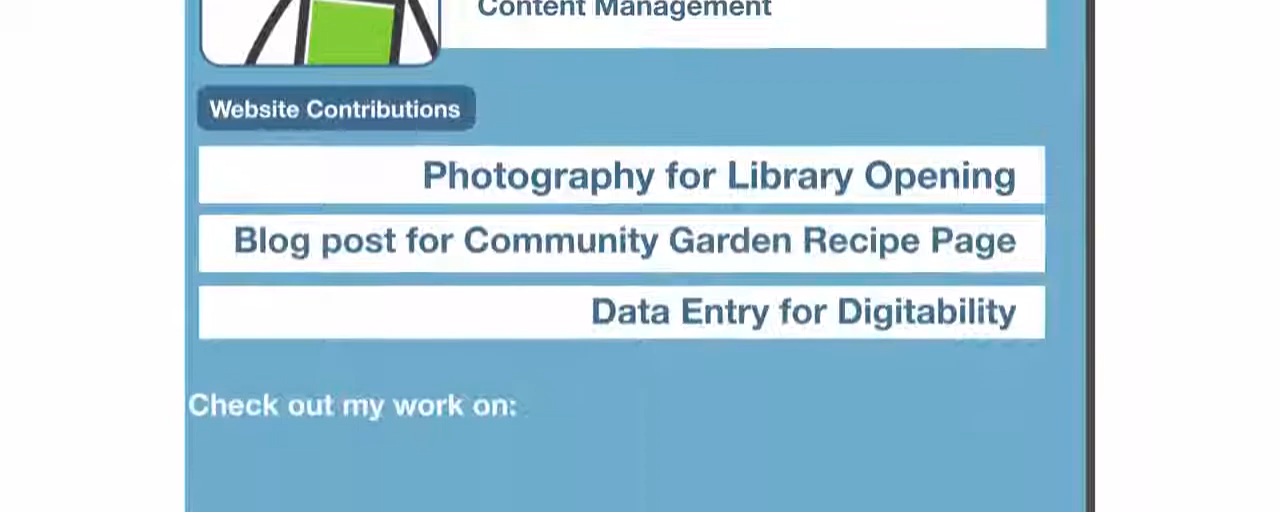 Content Management
Website Contributions
Photography for Library Opening
Blog post for Community Garden Recipe Page
Data Entry for Digitability
Check out my work on: